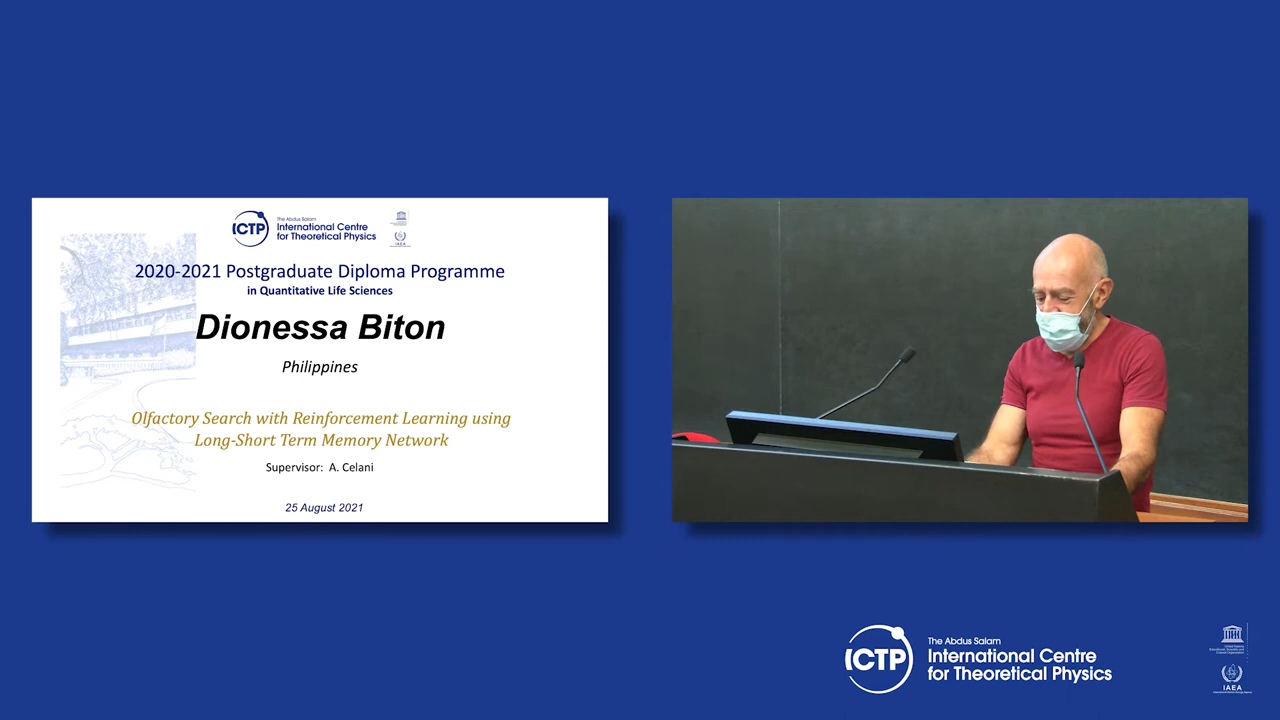 ICTP
The Abdus Salam
International Centre
for Theoretical Physics
IAEA
2020-2021 Postgraduate Diploma Programme
in Quantitative Life Sciences
Dionessa Biton
Philippines
Olfactory Search with Reinforcement Learning using
Long-Short Term Memory Network
Supervisor: A. Celani
25 August 2021
ICTP
The Abdus Salam
International Centre
for Theoretical Physics
IAEA